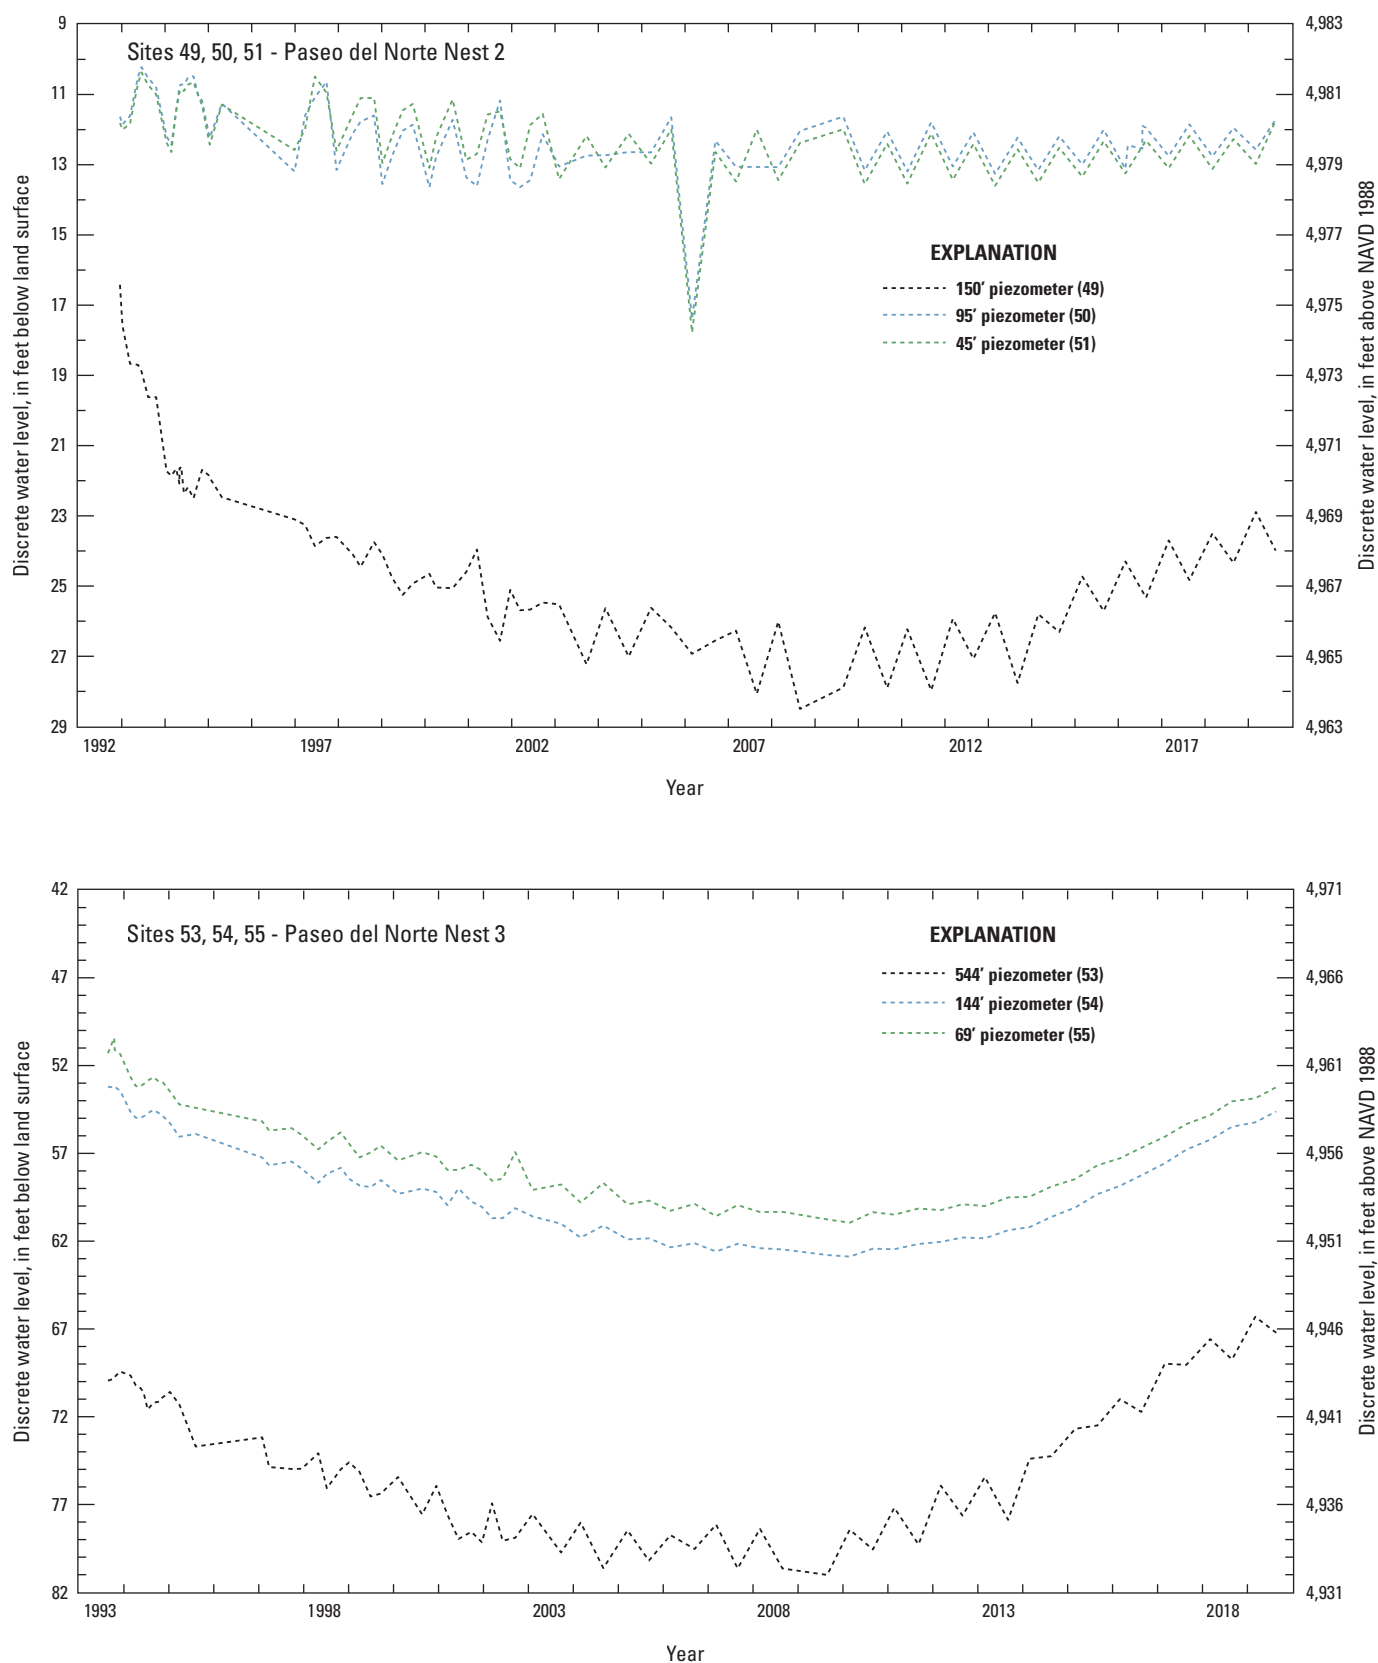 Sites 49, 50, 51 - Paseo del Norte Nest 2
Discrete water level, in feet below land surface
9
11
13
15
17
19
21
23
25
27
29
4,983
4,981
4,979
4,977
4,975
4,973
4,971
4,969
4,967
4,965
4,963
Discrete water level, in feet above NAVD 1988
EXPLANATION
150′ piezometer (49)
95′ piezometer (50)
45′ piezometer (51)
1992 1997 2002 2007 2012 2017
Year
Sites 53, 54, 55 - Paseo del Norte Nest 3
Discrete water level, in feet below land surface
42
47
52
57
62
67
72
77
82
4,971
4,966
4,961
4,956
4,951
4,946
4,941
4,936
4,931
Discrete water level, in feet above NAVD 1988
EXPLANATION
544′ piezometer (53)
144′ piezometer (54)
69′ piezometer (55)
1993 1998 2003 2008 2013 2018
Year